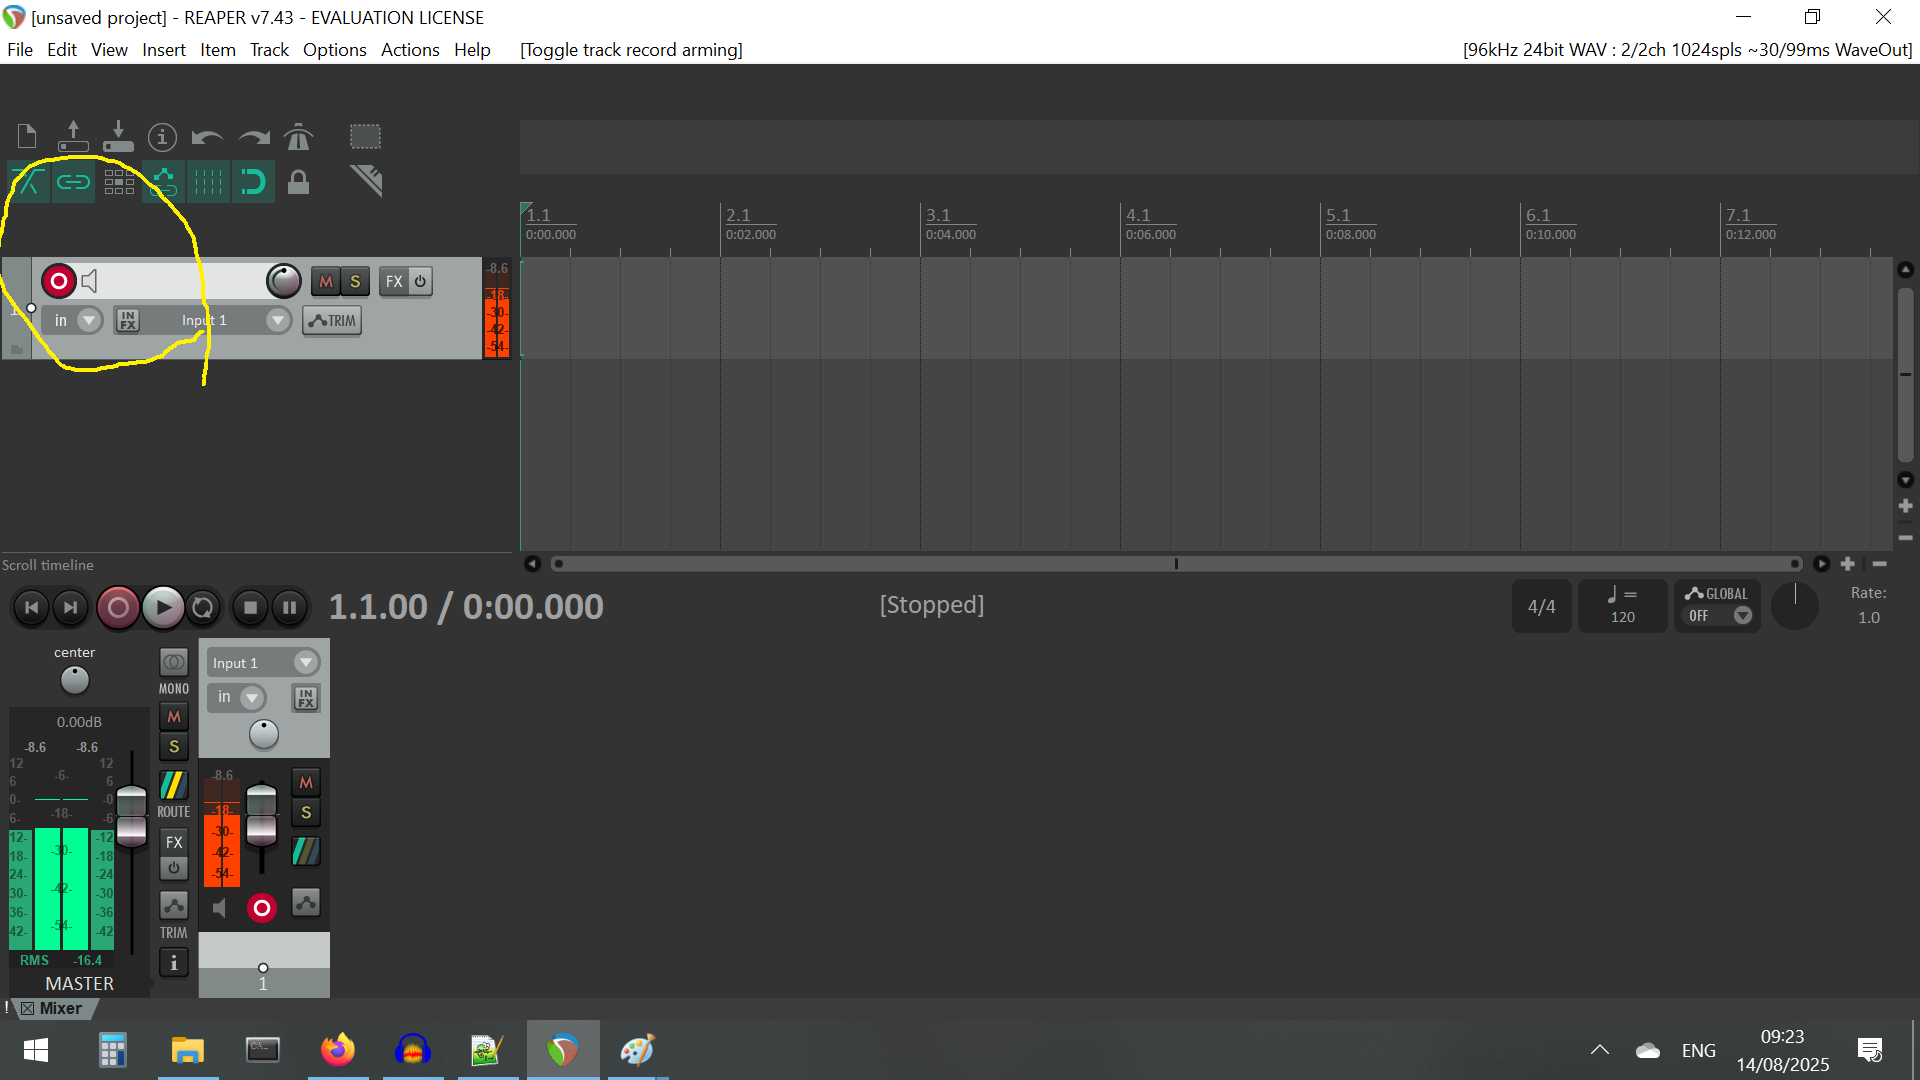 [unsaved project] - REAPER v7.43 - EVALUATION LICENSE
File Edit View Insert Item Track Options Actions Help [Toggle track record arming] [96kHz 24bit WAV : 2/2ch 1024spls ~30/99ms WaveOut]
1.1 2.1 3.1 4.1 5.1 6.1 7.1
0:00.000 0:02.000 0:04.000 0:06.000 0:08.000 0:10.000 0:12.000
M S FX -8.6
-18-
1 in IN FX Input 1 TRIM -30-
-42-
-54-
Scroll timeline
1.1.00 / 0:00.000 [Stopped] 4/4 = 120 GLOBAL OFF Rate: 1.0
center
MONO
0.00dB M
-8.6 -8.6 S
12 12
6 -6- 6
0- -0
6- -18- -6
12- -12
18- -30- -18
24- -24
30- -42- -30
36- -36
42- -54- -42
RMS -16.4
MASTER
ROUTE
FX
TRIM
i
Input 1
in IN FX
-8.6 M
-18- S
-30-
-42-
-54-
1
! Mixer
C:\
ENG 09:23
14/08/2025